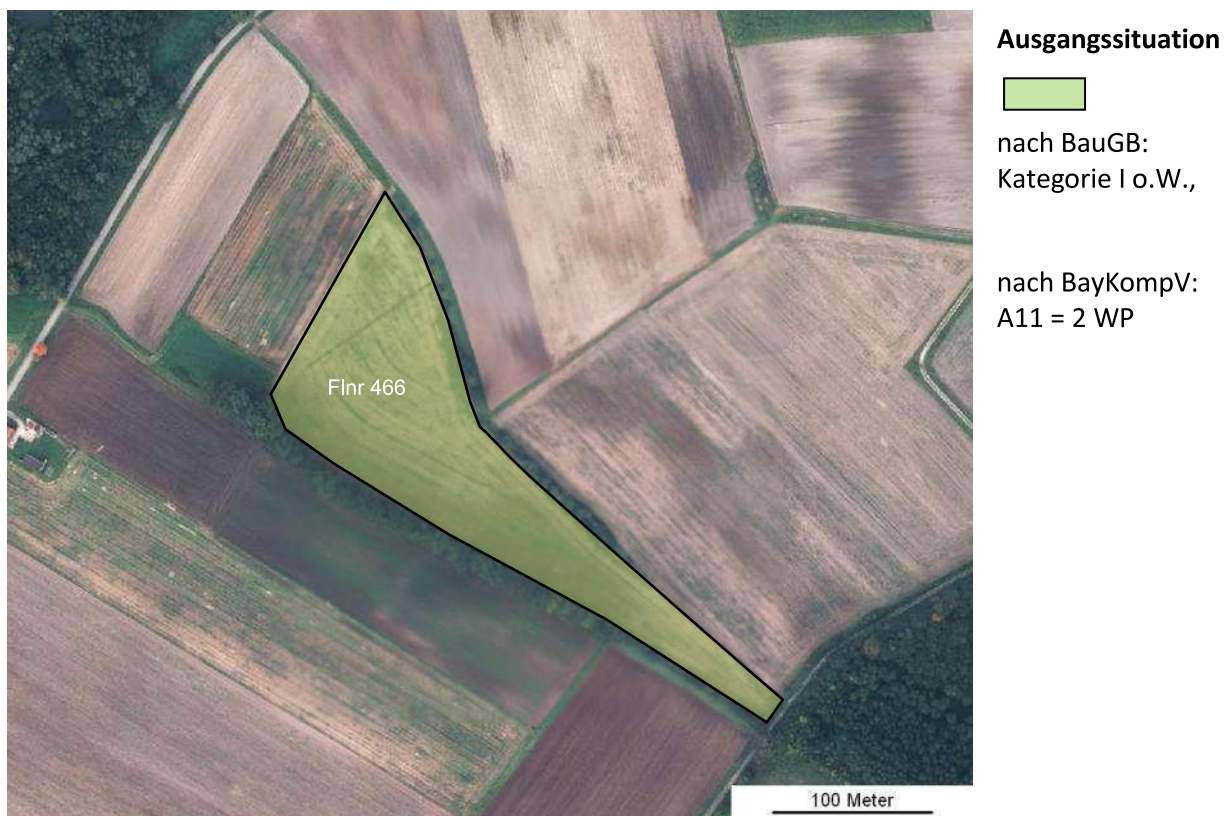 Ausgangssituation
nach BauGB:
Kategorie I o.W.,
nach BayKompV:
A11 = 2 WP
Flnr 466
100 Meter